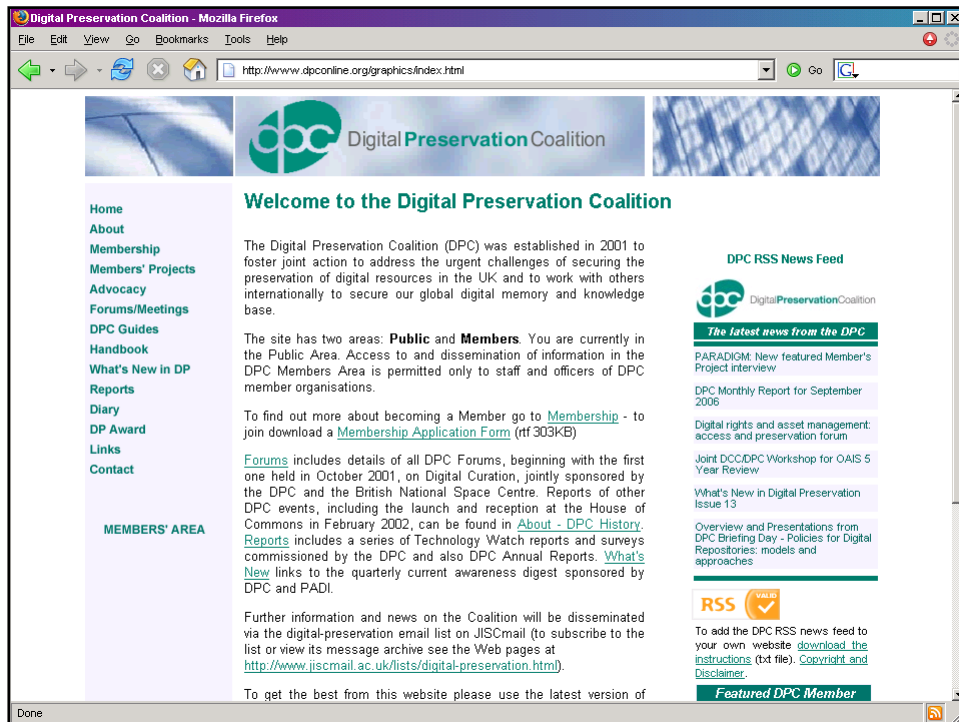 Digital Preservation Coalition - Mozilla Firefox
File Edit View Go Bookmarks Tools Help
http://www.dpconline.org/graphics/index.html
Go
G
dpc Digital Preservation Coalition
Home
About
Membership
Members' Projects
Advocacy
Forums/Meetings
DPC Guides
Handbook
What's New in DP
Reports
Diary
DP Award
Links
Contact
MEMBERS' AREA
Welcome to the Digital Preservation Coalition
The Digital Preservation Coalition (DPC) was established in 2001 to
foster joint action to address the urgent challenges of securing the
preservation of digital resources in the UK and to work with others
internationally to secure our global digital memory and knowledge
base.
The site has two areas: Public and Members. You are currently in
the Public Area. Access to and dissemination of information in the
DPC Members Area is permitted only to staff and officers of DPC
member organisations.
To find out more about becoming a Member go to Membership - to
join download a Membership Application Form (rtf 303KB)
Forums includes details of all DPC Forums, beginning with the first
one held in October 2001, on Digital Curation, jointly sponsored by
the DPC and the British National Space Centre. Reports of other
DPC events, including the launch and reception at the House of
Commons in February 2002, can be found in About - DPC History.
Reports includes a series of Technology Watch reports and surveys
commissioned by the DPC and also DPC Annual Reports. What's
New links to the quarterly current awareness digest sponsored by
DPC and PADI.
Further information and news on the Coalition will be disseminated
via the digital-preservation email list on JISCmail (to subscribe to the
list or view its message archive see the Web pages at
http://www.jiscmail.ac.uk/lists/digital-preservation.html).
To get the best from this website please use the latest version of
DPC RSS News Feed
dpc Digital Preservation Coalition
The latest news from the DPC
PARADIGM: New featured Member's
Project interview
DPC Monthly Report for September
2006
Digital rights and asset management:
access and preservation forum
Joint DCC/DPC Workshop for OAIS 5
Year Review
What's New in Digital Preservation
Issue 13
Overview and Presentations from
DPC Briefing Day - Policies for Digital
Repositories: models and
approaches
RSS VALID
To add the DPC RSS news feed to
your own website download the
instructions (txt file). Copyright and
Disclaimer.
Featured DPC Member
Done